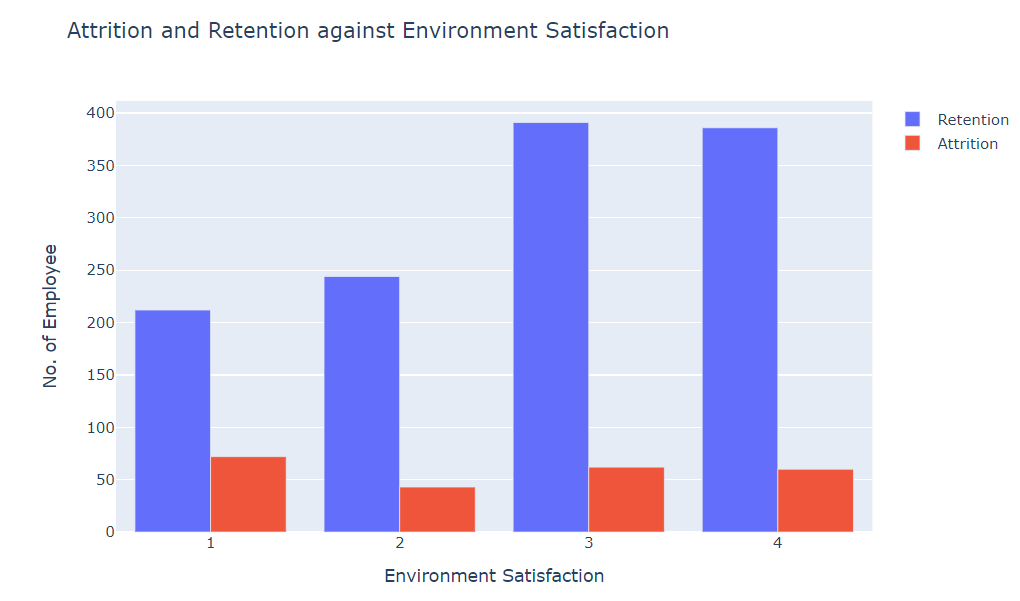 Attrition and Retention against Environment Satisfaction
Retention
Attrition
No. of Employee
400
350
300
250
200
150
100
50
0
1 2 3 4
Environment Satisfaction